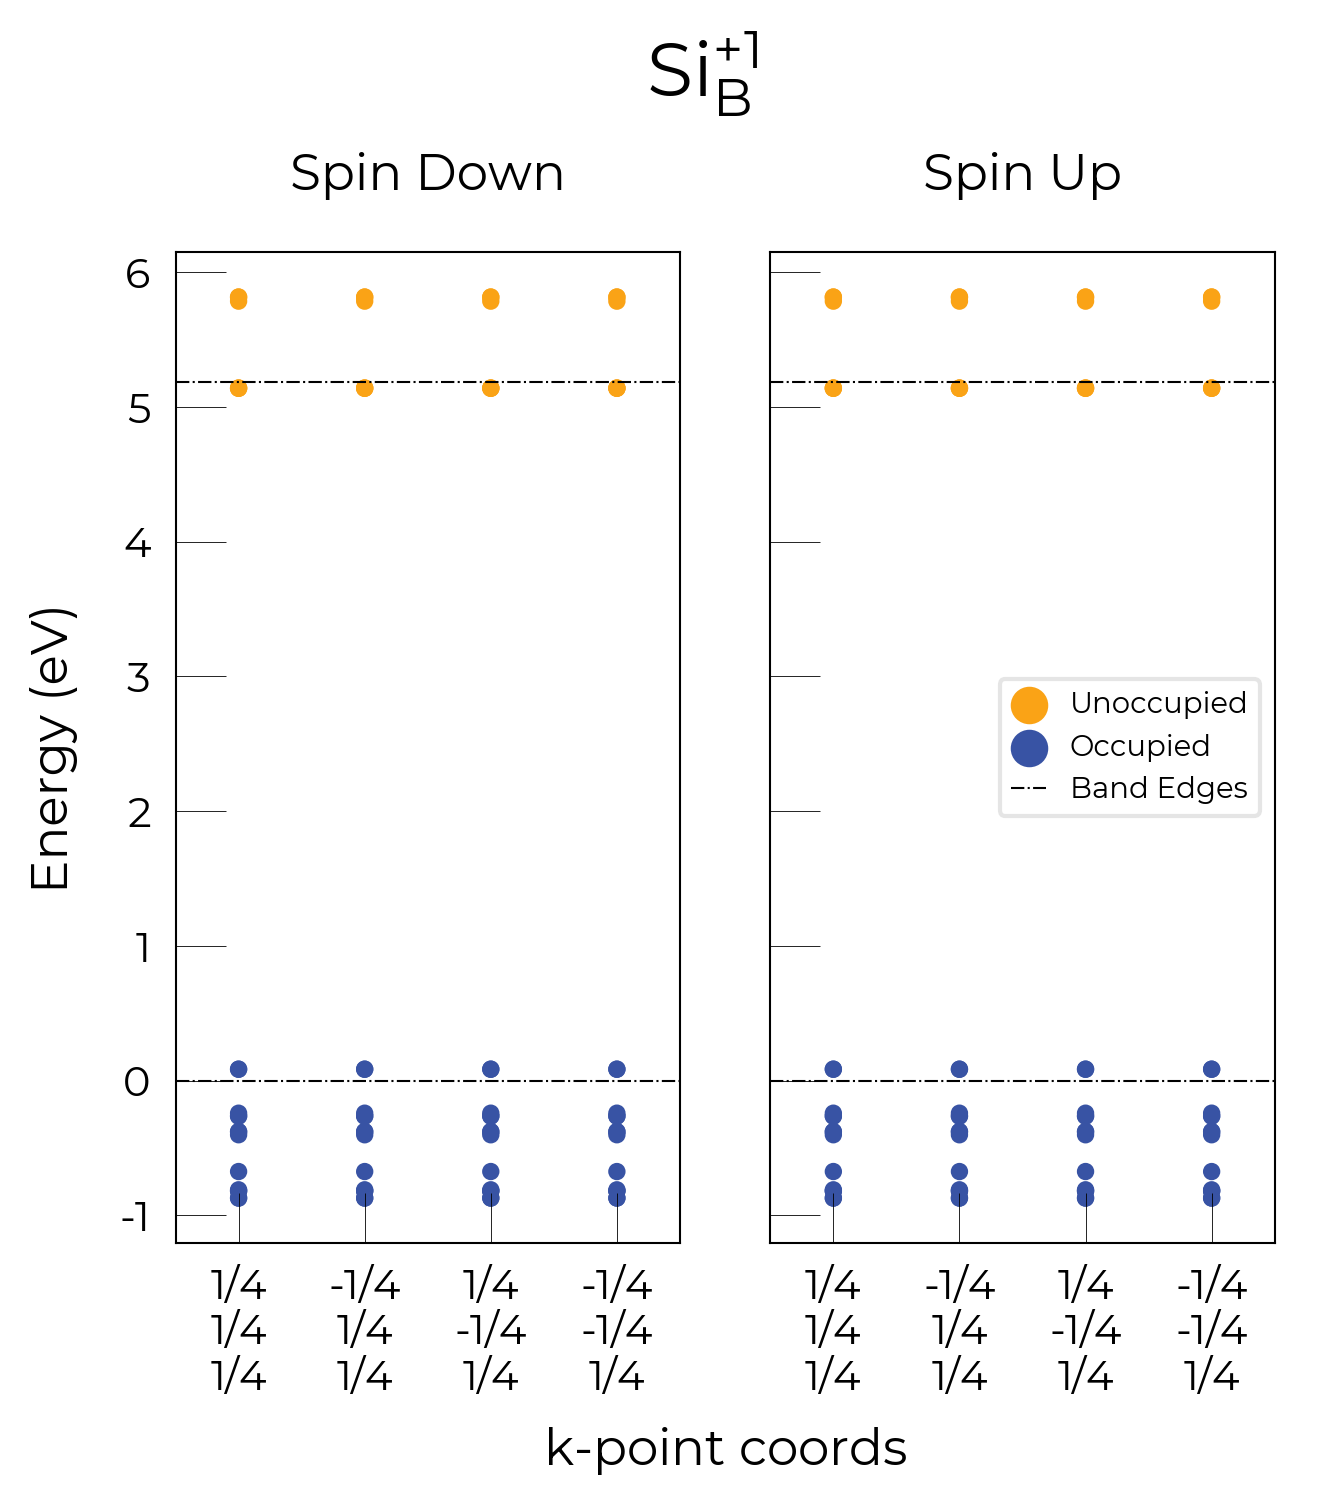 Si_B^{+1}
Spin Down Spin Up
6
5
4
3
2
1
0
-1
Energy (eV)
Unoccupied
Occupied
Band Edges
1/4 -1/4 1/4 -1/4 1/4 -1/4 1/4 -1/4
1/4 1/4 -1/4 -1/4 1/4 1/4 -1/4 -1/4
1/4 1/4 1/4 1/4 1/4 1/4 1/4 1/4
k-point coords